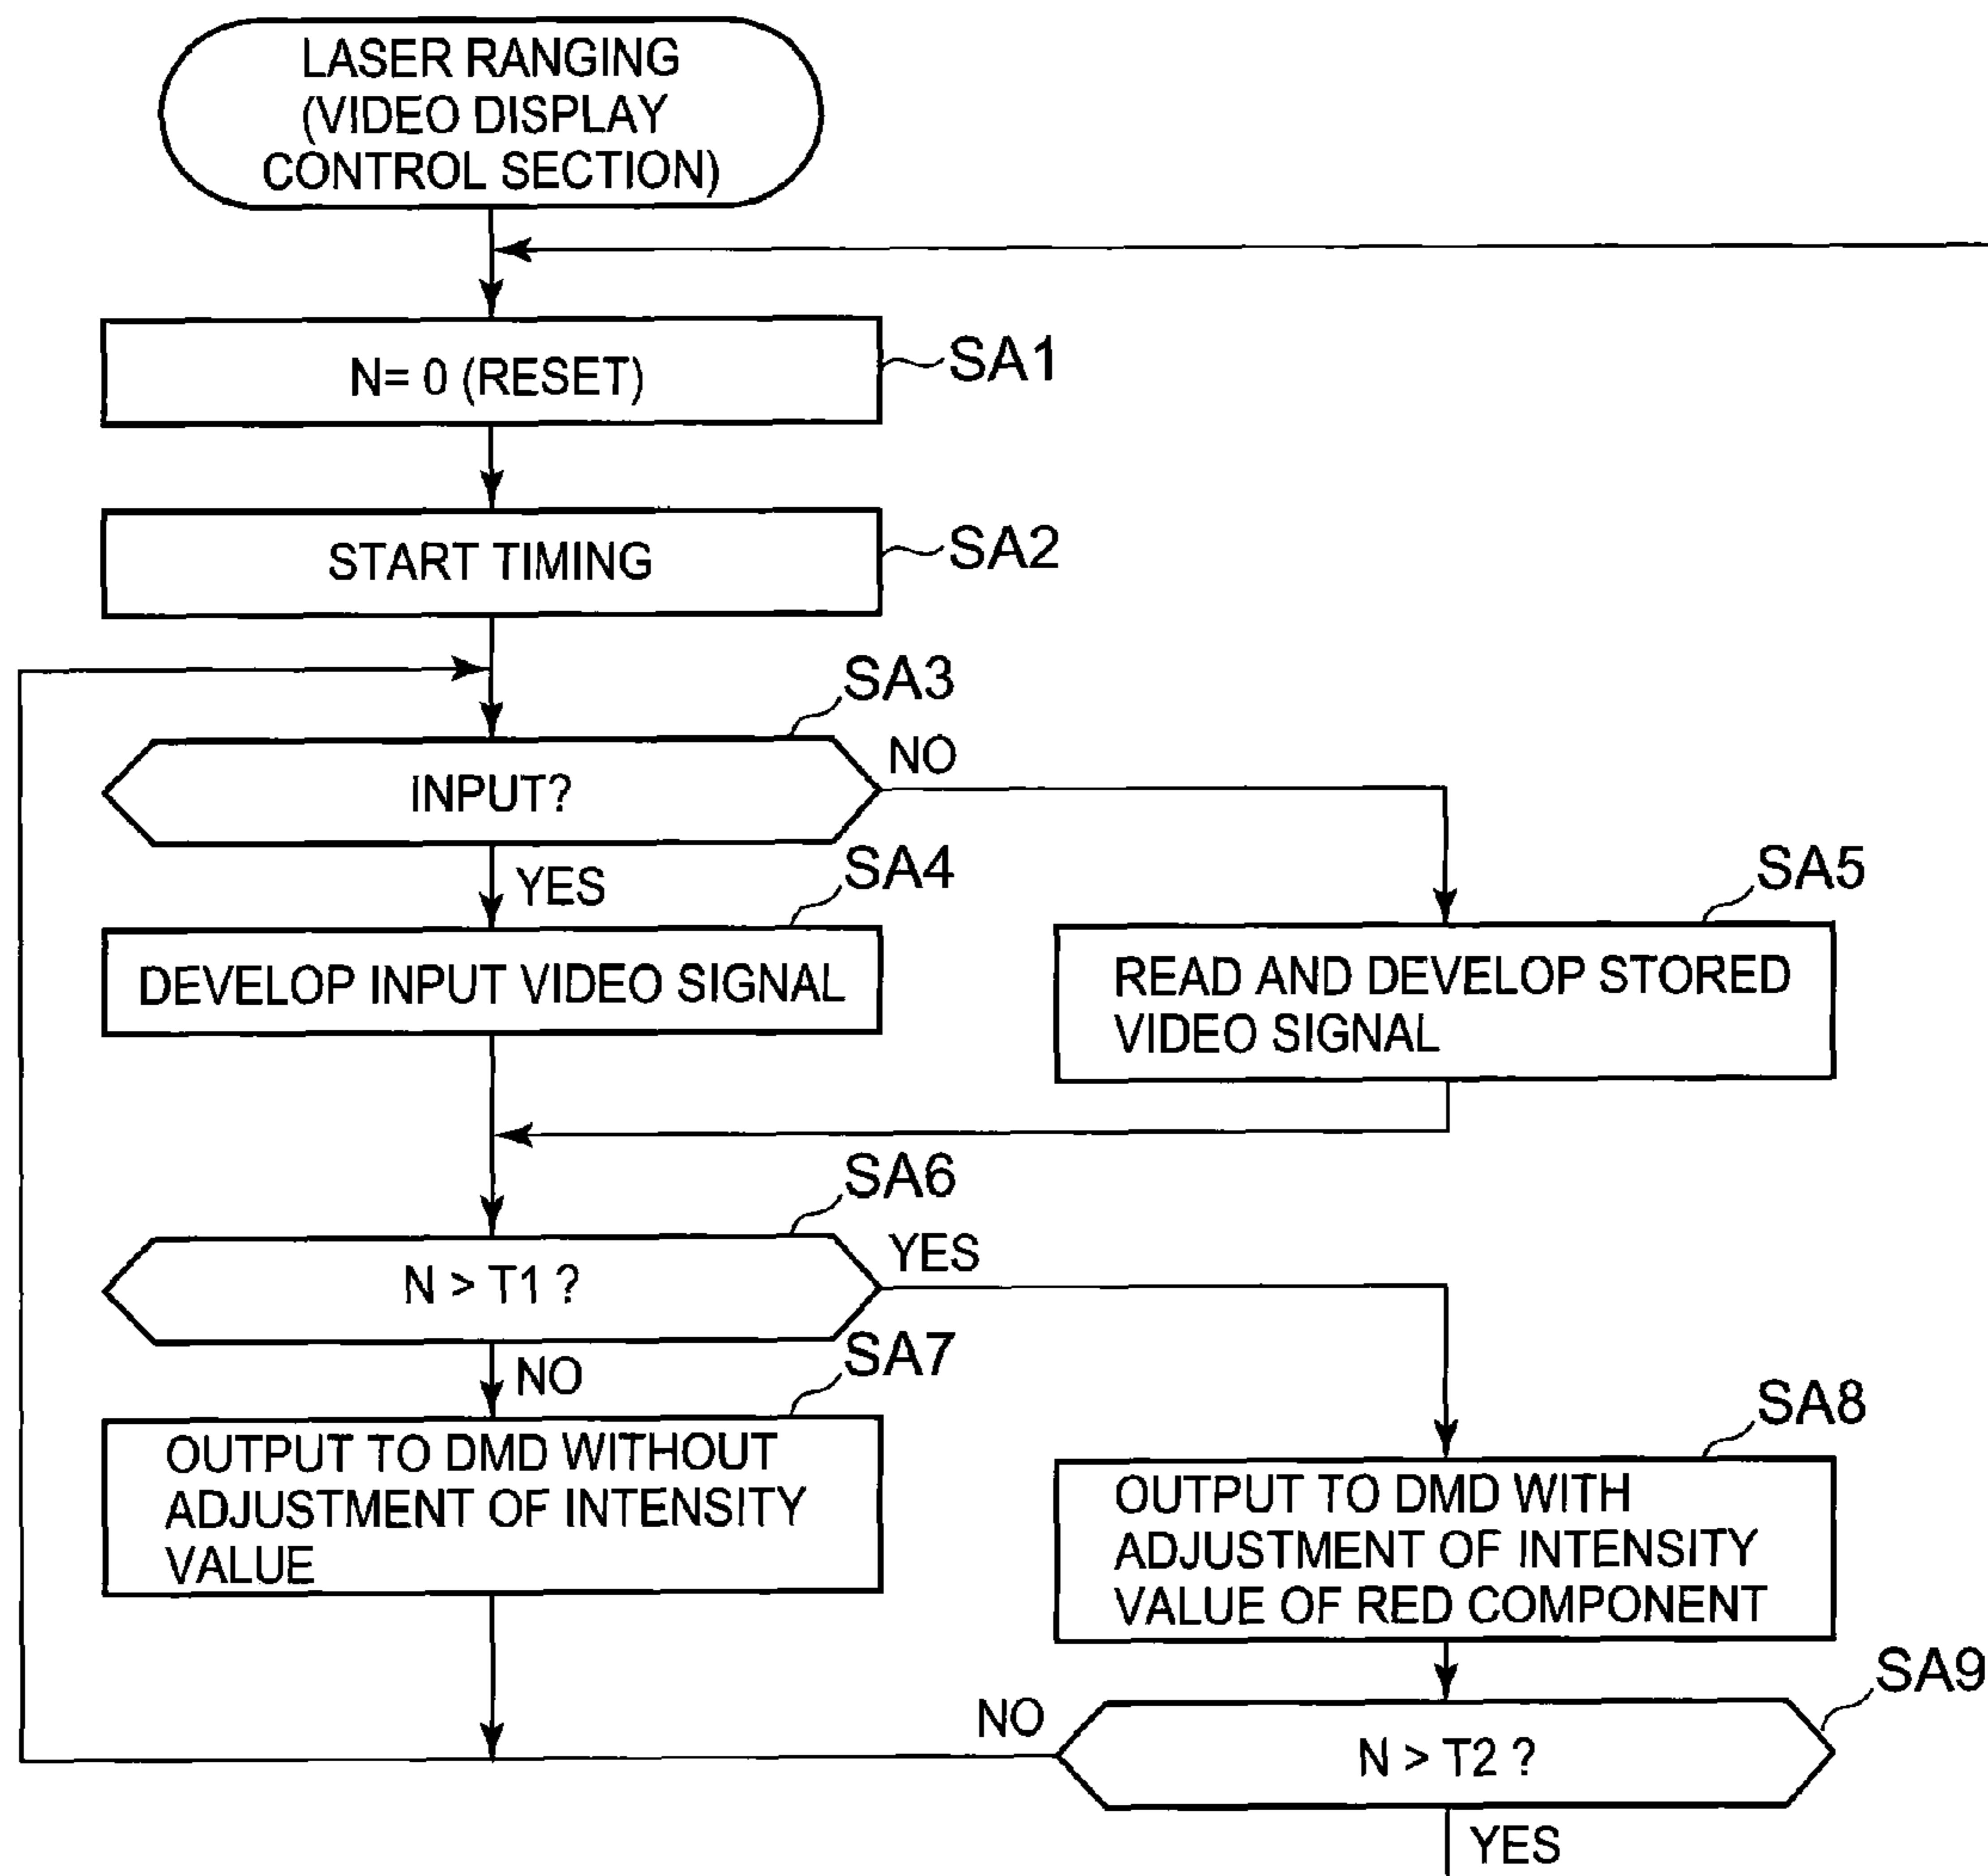 LASER RANGING
(VIDEO DISPLAY
CONTROL SECTION)
N= 0 (RESET)
SA1
START TIMING
SA2
SA3
INPUT?
NO
YES
SA4
DEVELOP INPUT VIDEO SIGNAL
SA5
READ AND DEVELOP STORED
VIDEO SIGNAL
SA6
N > T1 ?
YES
NO
SA7
OUTPUT TO DMD WITHOUT
ADJUSTMENT OF INTENSITY
VALUE
SA8
OUTPUT TO DMD WITH
ADJUSTMENT OF INTENSITY
VALUE OF RED COMPONENT
SA9
NO
N > T2 ?
YES